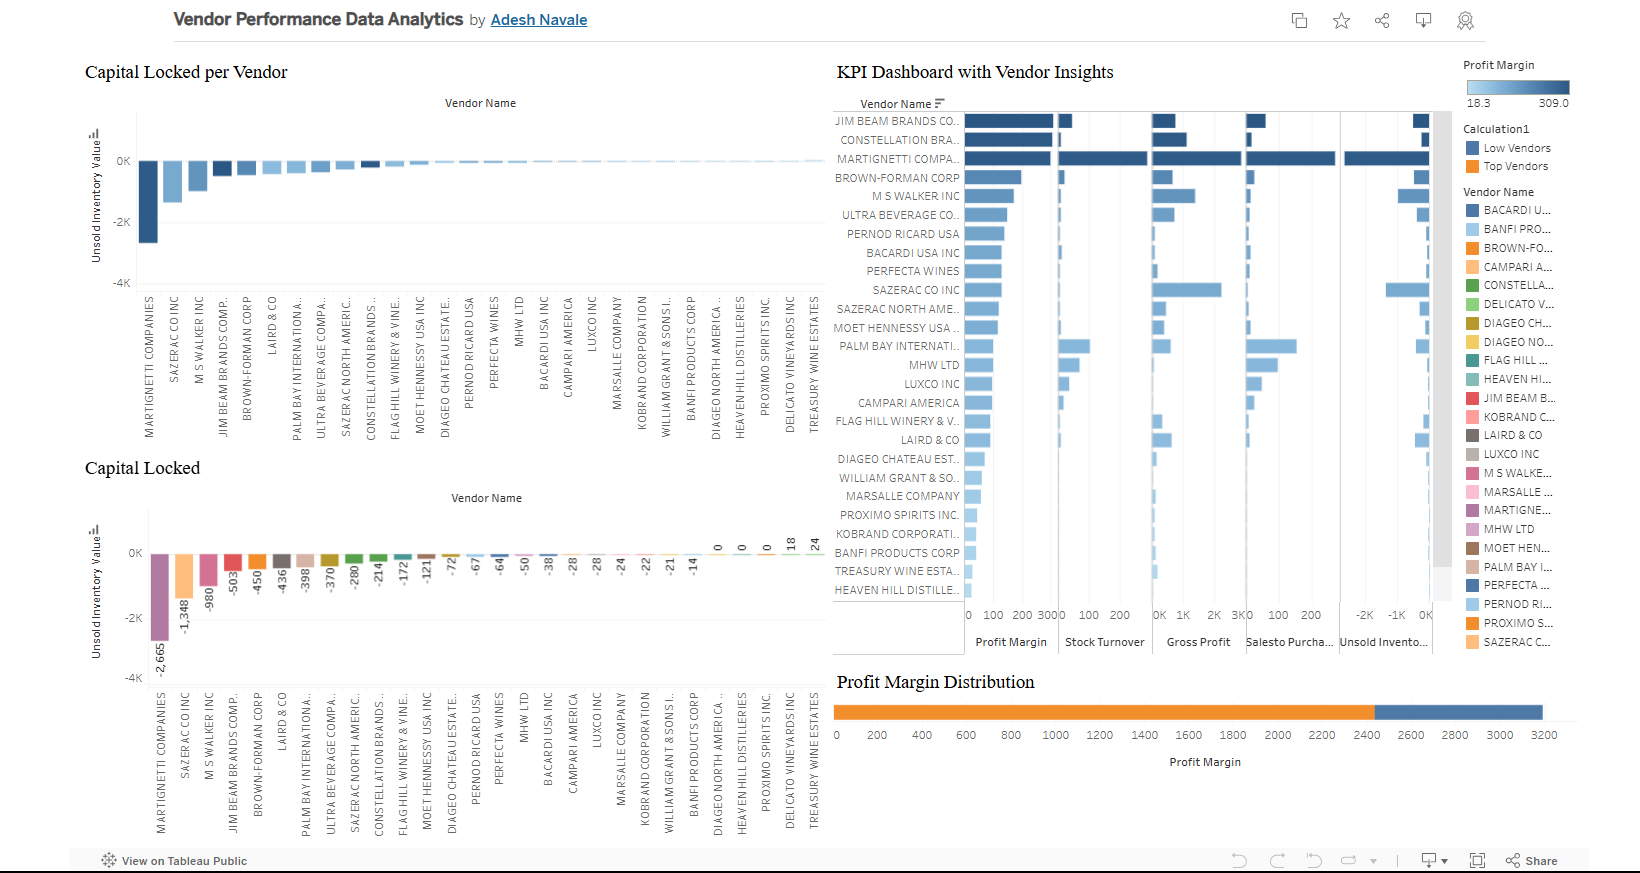 Vendor Performance Data Analytics by Adesh Navale
Capital Locked per Vendor
Vendor Name
Unsold Inventory Value
0K
-2K
-4K
MARTIGNETTI COMPANIES
SAZERAC CO INC
M S WALKER INC
JIM BEAM BRANDS COMP..
BROWN-FORMAN CORP
LAIRD & CO
PALM BAY INTERNATIONA..
ULTRA BEVERAGE COMPA..
SAZERAC NORTH AMERIC..
CONSTELLATION BRANDS ..
FLAG HILL WINERY & VINE..
MOET HENNESSY USA INC
DIAGEO CHATEAU ESTATE..
PERNOD RICARD USA
PERFECTA WINES
MHW LTD
BACARDI USA INC
CAMPARI AMERICA
LUXCO INC
MARSALLE COMPANY
KOBRAND CORPORATION
WILLIAM GRANT & SONS I..
BANFI PRODUCTS CORP
DIAGEO NORTH AMERICA ..
HEAVEN HILL DISTILLERIES
PROXIMO SPIRITS INC.
DELICATO VINEYARDS INC
TREASURY WINE ESTATES
Capital Locked
Vendor Name
Unsold Inventory Value
0K
-2K
-4K
-2,665
-1,348
-980
-503
-450
-436
-398
-370
-280
-214
-172
-121
-72
-67
-64
-50
-38
-28
-28
-24
-22
-21
-14
0
0
0
18
24
MARTIGNETTI COMPANIES
SAZERAC CO INC
M S WALKER INC
JIM BEAM BRANDS COMP..
BROWN-FORMAN CORP
LAIRD & CO
PALM BAY INTERNATIONA..
ULTRA BEVERAGE COMPA..
SAZERAC NORTH AMERIC..
CONSTELLATION BRANDS ..
FLAG HILL WINERY & VINE..
MOET HENNESSY USA INC
DIAGEO CHATEAU ESTATE..
PERNOD RICARD USA
PERFECTA WINES
MHW LTD
BACARDI USA INC
CAMPARI AMERICA
LUXCO INC
MARSALLE COMPANY
KOBRAND CORPORATION
WILLIAM GRANT & SONS I..
BANFI PRODUCTS CORP
DIAGEO NORTH AMERICA ..
HEAVEN HILL DISTILLERIES
PROXIMO SPIRITS INC.
DELICATO VINEYARDS INC
TREASURY WINE ESTATES
KPI Dashboard with Vendor Insights
Vendor Name
JIM BEAM BRANDS CO..
CONSTELLATION BRA..
MARTIGNETTI COMPA..
BROWN-FORMAN CORP
M S WALKER INC
ULTRA BEVERAGE CO..
PERNOD RICARD USA
BACARDI USA INC
PERFECTA WINES
SAZERAC CO INC
SAZERAC NORTH AME..
MOET HENNESSY USA ..
PALM BAY INTERNATI..
MHW LTD
LUXCO INC
CAMPARI AMERICA
FLAG HILL WINERY & V..
LAIRD & CO
DIAGEO CHATEAU EST..
WILLIAM GRANT & SO..
MARSALLE COMPANY
PROXIMO SPIRITS INC.
KOBRAND CORPORATI..
BANFI PRODUCTS CORP
TREASURY WINE ESTA..
HEAVEN HILL DISTILLE..
0 100 200 300 0 100 200 0K 1K 2K 3K 0 100 200 -2K -1K 0K
Profit Margin Stock Turnover Gross Profit Salesto Purcha... Unsold Invento...
Profit Margin Distribution
0 200 400 600 800 1000 1200 1400 1600 1800 2000 2200 2400 2600 2800 3000 3200
Profit Margin
Profit Margin
18.3 309.0
Calculation1
Low Vendors
Top Vendors
Vendor Name
BACARDI U...
BANFI PRO...
BROWN-FO...
CAMPARI A...
CONSTELLA...
DELICATO V...
DIAGEO CH...
DIAGEO NO...
FLAG HILL ...
HEAVEN HI...
JIM BEAM B...
KOBRAND C...
LAIRD & CO
LUXCO INC
M S WALKE...
MARSALLE ...
MARTIGNE...
MHW LTD
MOET HEN...
PALM BAY I...
PERFECTA ...
PERNOD RI...
PROXIMO S...
SAZERAC C...
View on Tableau Public
Share